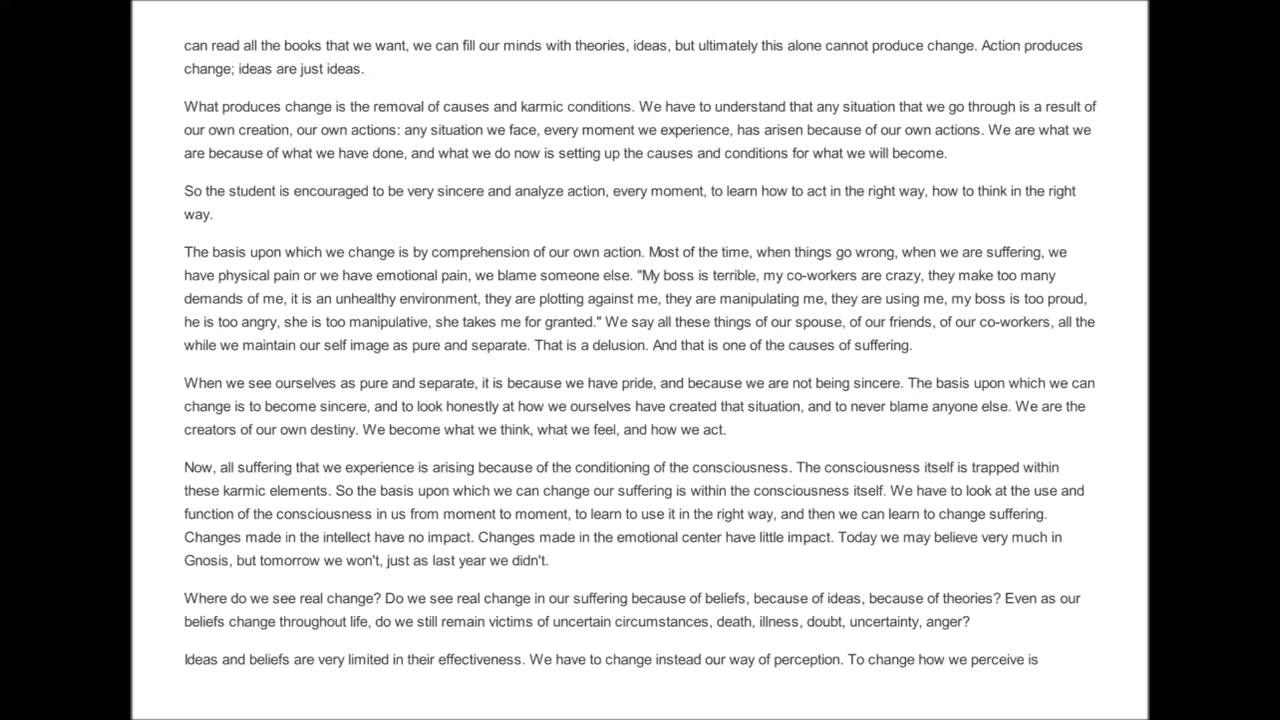 can read all the books that we want, we can fill our minds with theories, ideas, but ultimately this alone cannot produce change. Action produces
change; ideas are just ideas.
What produces change is the removal of causes and karmic conditions. We have to understand that any situation that we go through is a result of
our own creation, our own actions: any situation we face, every moment we experience, has arisen because of our own actions. We are what we
are because of what we have done, and what we do now is setting up the causes and conditions for what we will become.
So the student is encouraged to be very sincere and analyze action, every moment, to learn how to act in the right way, how to think in the right
way.
The basis upon which we change is by comprehension of our own action. Most of the time, when things go wrong, when we are suffering, we
have physical pain or we have emotional pain, we blame someone else. "My boss is terrible, my co-workers are crazy, they make too many
demands of me, it is an unhealthy environment, they are plotting against me, they are manipulating me, they are using me, my boss is too proud,
he is too angry, she is too manipulative, she takes me for granted." We say all these things of our spouse, of our friends, of our co-workers, all the
while we maintain our self image as pure and separate. That is a delusion. And that is one of the causes of suffering.
When we see ourselves as pure and separate, it is because we have pride, and because we are not being sincere. The basis upon which we can
change is to become sincere, and to look honestly at how we ourselves have created that situation, and to never blame anyone else. We are the
creators of our own destiny. We become what we think, what we feel, and how we act.
Now, all suffering that we experience is arising because of the conditioning of the consciousness. The consciousness itself is trapped within
these karmic elements. So the basis upon which we can change our suffering is within the consciousness itself. We have to look at the use and
function of the consciousness in us from moment to moment, to learn to use it in the right way, and then we can learn to change suffering.
Changes made in the intellect have no impact. Changes made in the emotional center have little impact. Today we may believe very much in
Gnosis, but tomorrow we won't, just as last year we didn't.
Where do we see real change? Do we see real change in our suffering because of beliefs, because of ideas, because of theories? Even as our
beliefs change throughout life, do we still remain victims of uncertain circumstances, death, illness, doubt, uncertainty, anger?
Ideas and beliefs are very limited in their effectiveness. We have to change instead our way of perception. To change how we perceive is